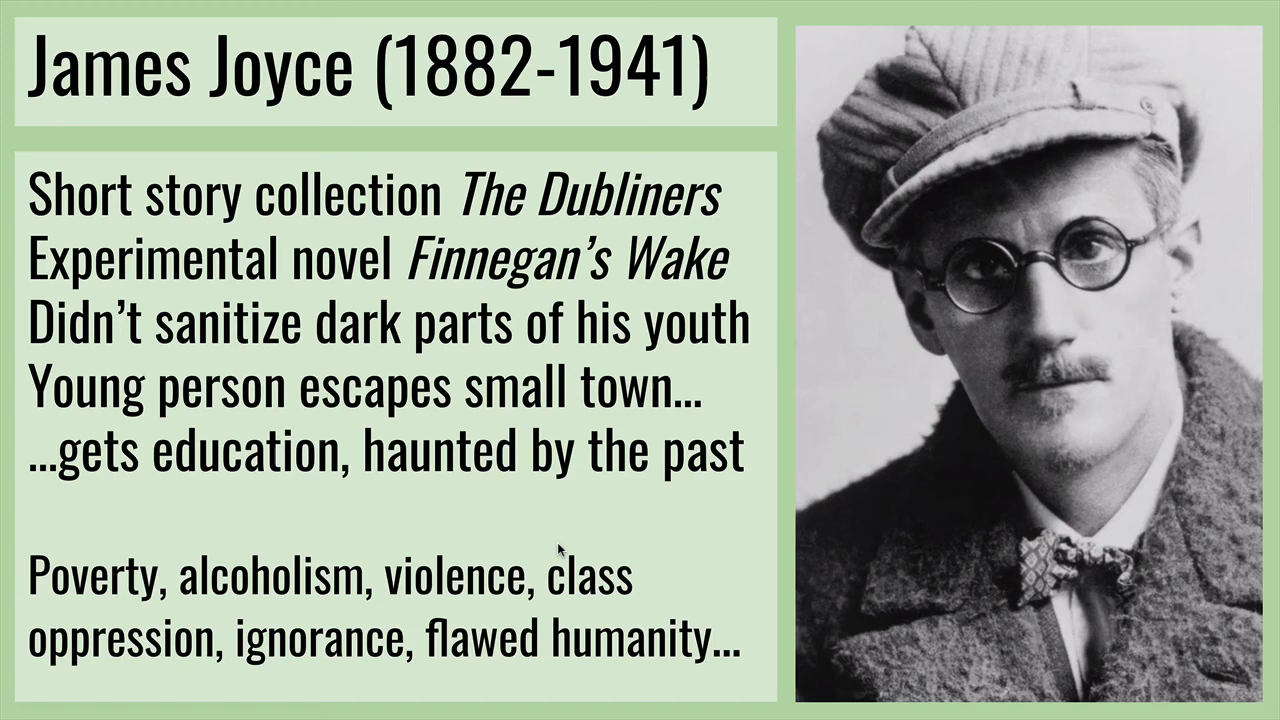 James Joyce (1882-1941)
Short story collection The Dubliners
Experimental novel Finnegan’s Wake
Didn’t sanitize dark parts of his youth
Young person escapes small town...
...gets education, haunted by the past
Poverty, alcoholism, violence, class
oppression, ignorance, flawed humanity...